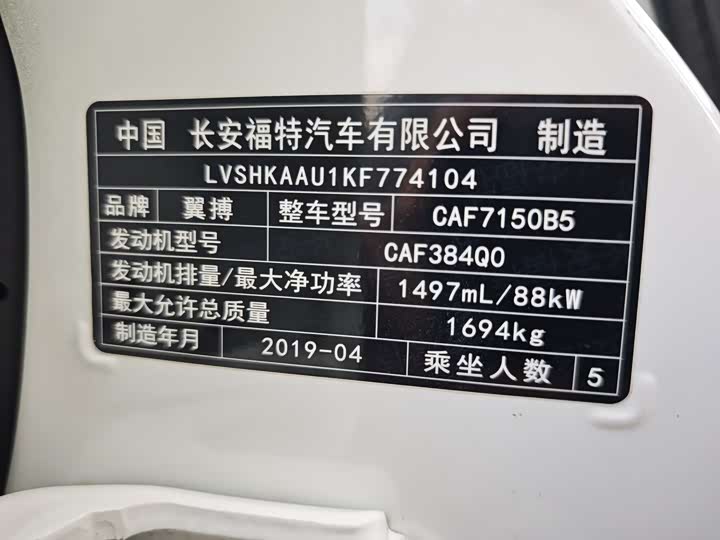 中国 长安福特汽车有限公司 制造
LVSHKAAU1KF774104
品牌 翼搏 整车型号 CAF7150B5
发动机型号 CAF384Q0
发动机排量/最大净功率 1497mL/88kW
最大允许总质量 1694kg
制造年月 2019-04 乘坐人数 5